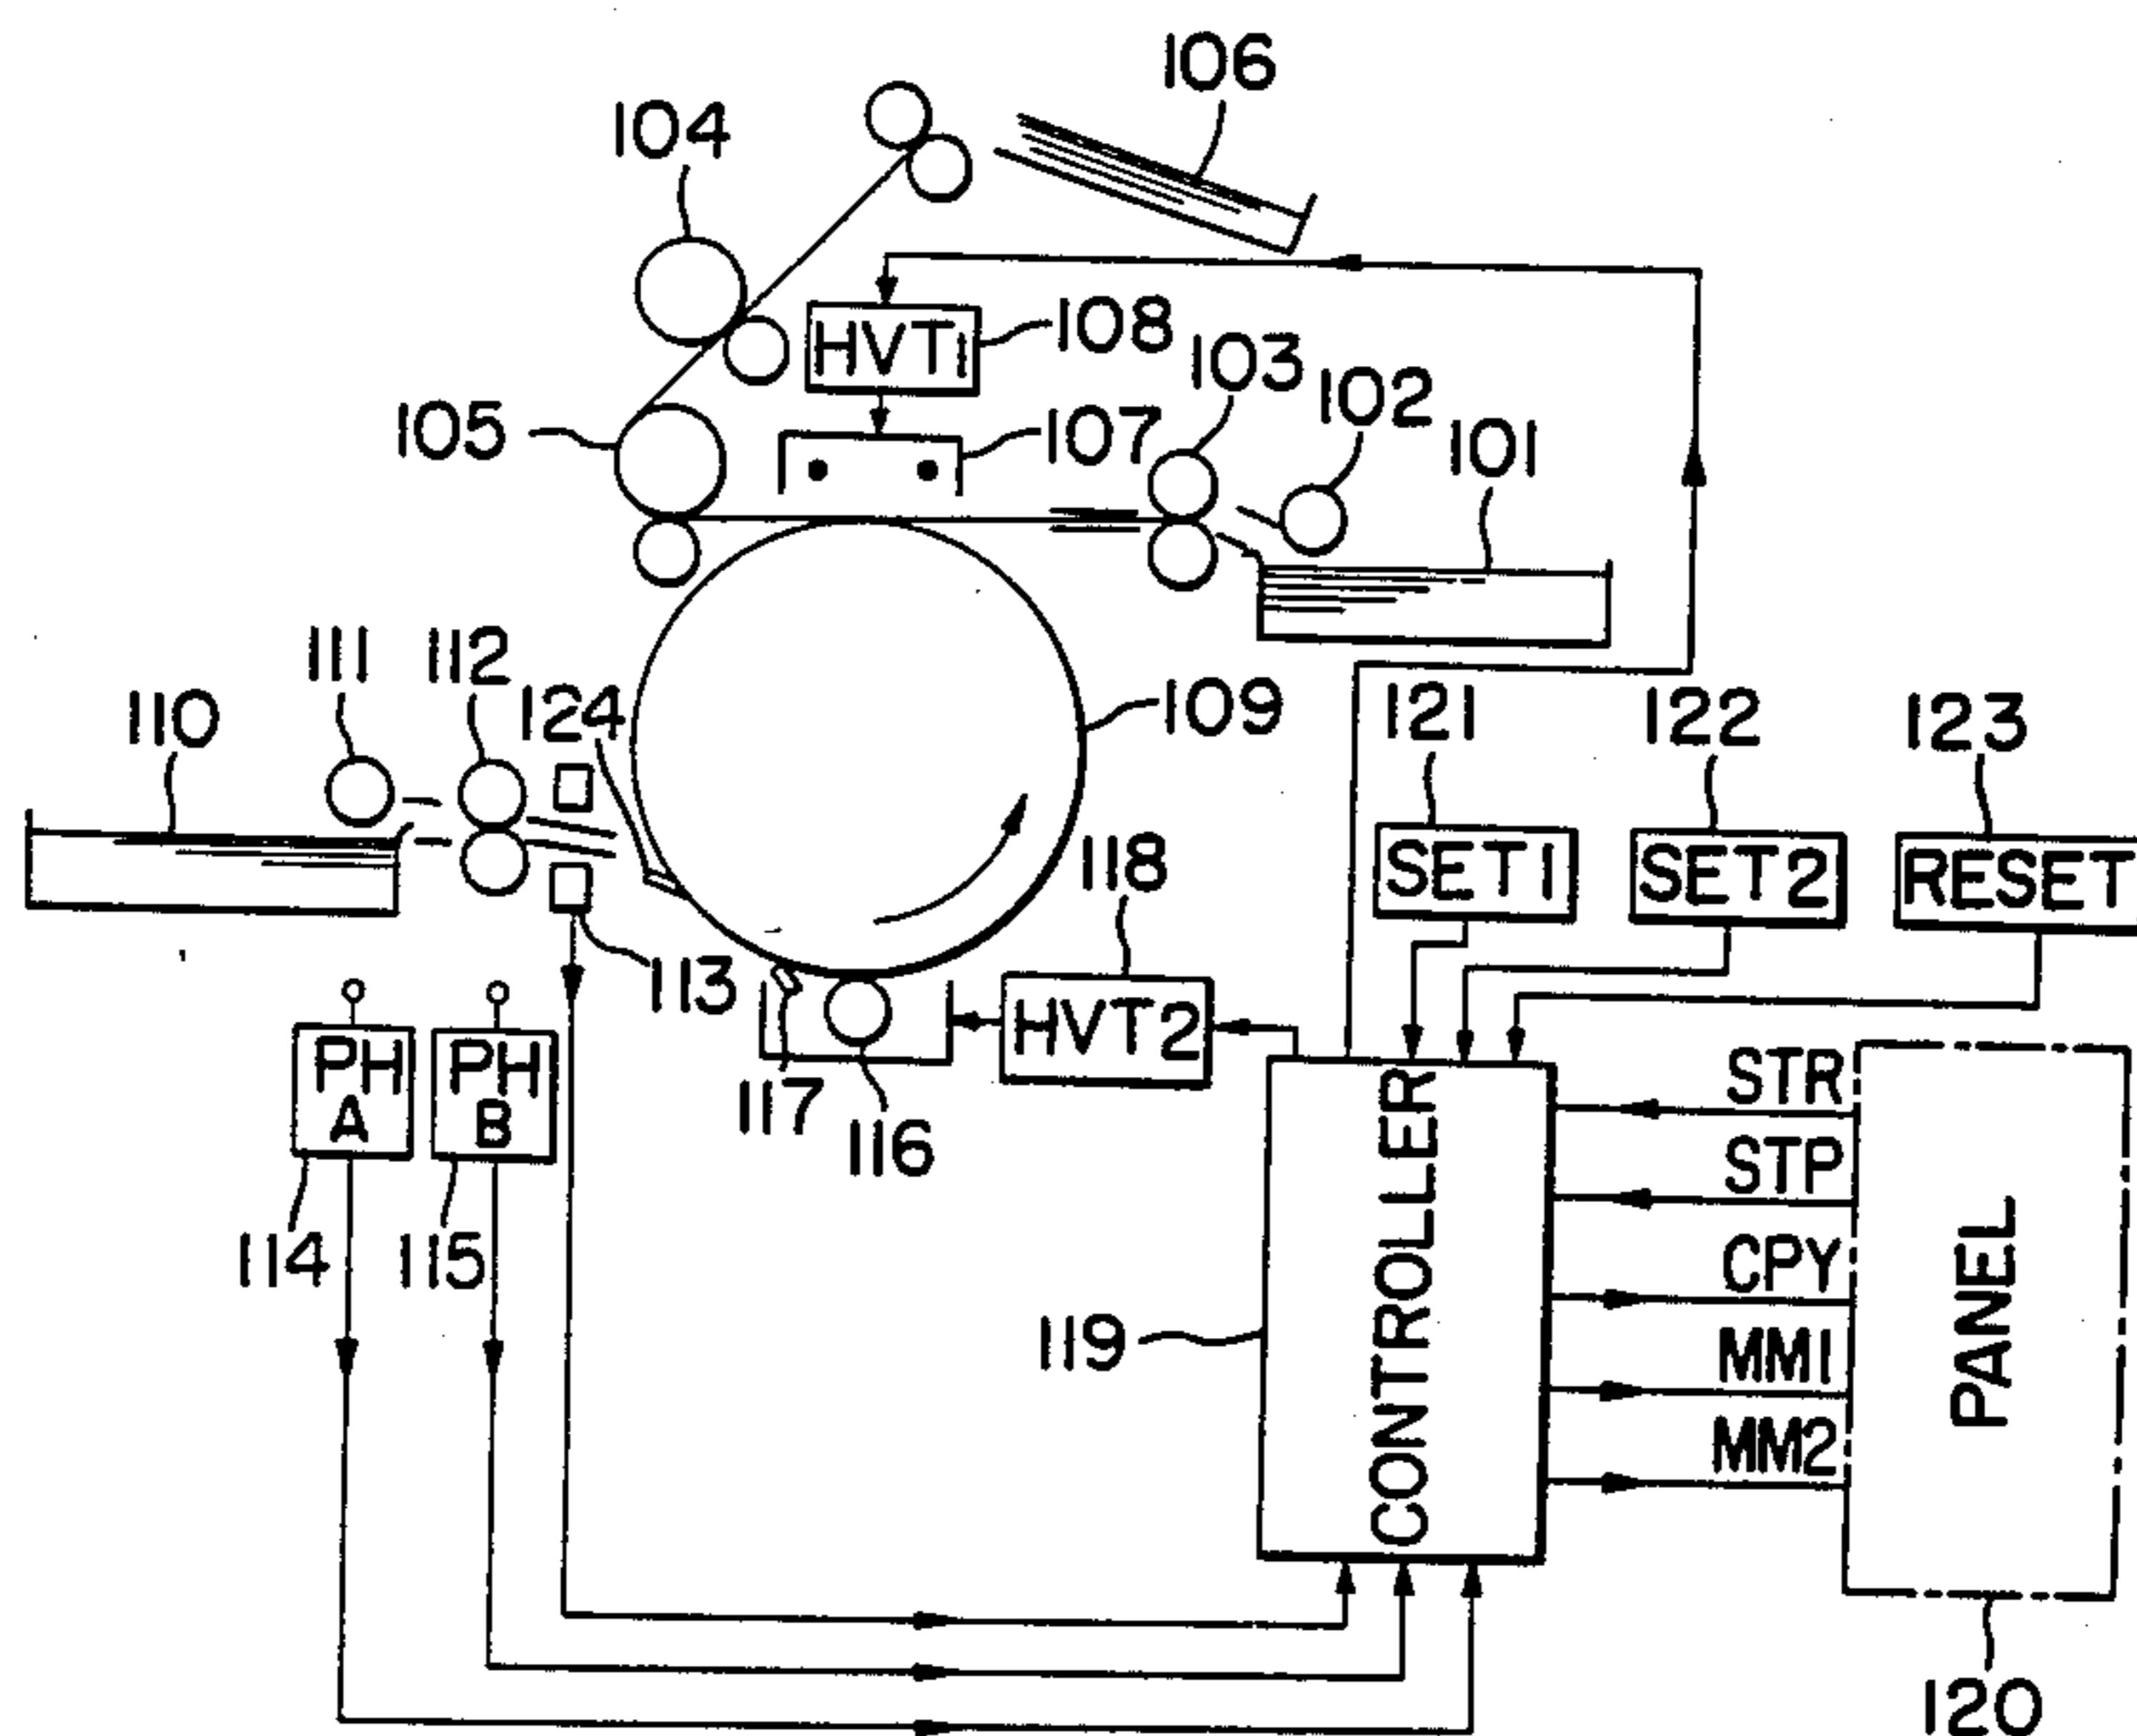 106
104
HVT1
108
103
102
105
107
101
111
112
124
110
109
121
122
123
118
SET1
SET2
RESET
113
HVT2
PH
A
PH
B
117
116
STR
STP
CPY
MM1
MM2
CONTROLLER
PANEL
114
115
119
120